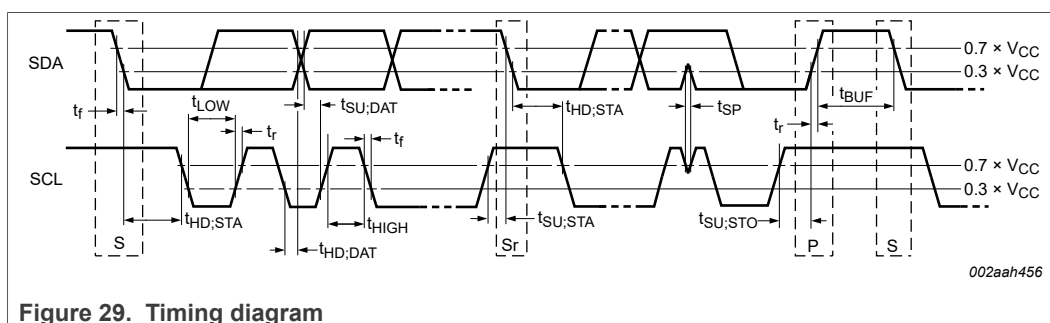 SDA
0.7 × VCC
0.3 × VCC
tf
tLOW
tSU;DAT
tHD;STA
tSP
tr
tBUF
tr
tf
SCL
0.7 × VCC
0.3 × VCC
tHD;STA
tHIGH
tSU;STA
tSU;STO
S
tHD;DAT
Sr
P
S
002aah456
Figure 29. Timing diagram